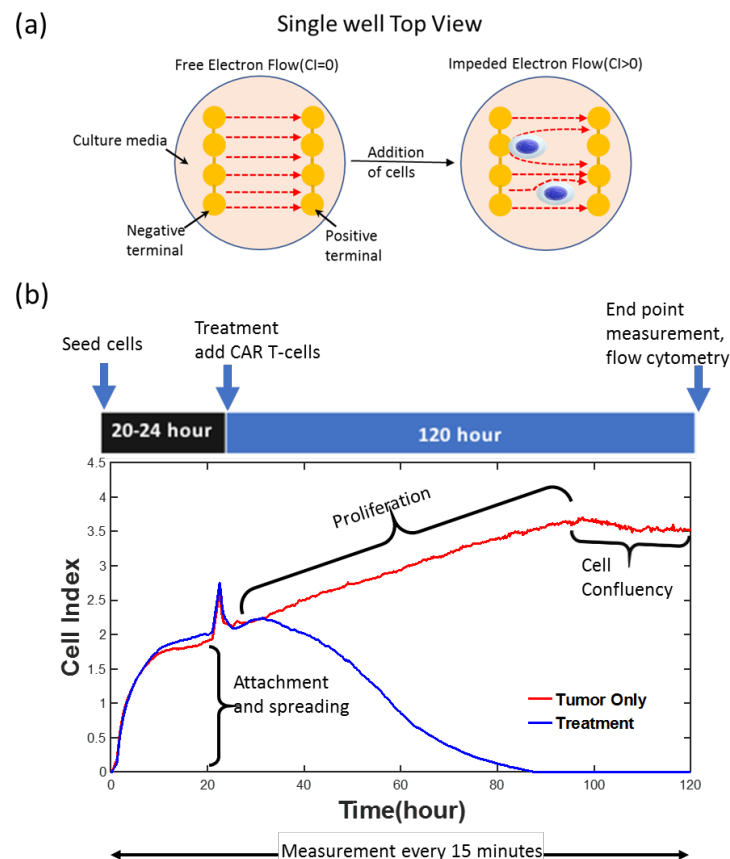 (a)
Single well Top View
Free Electron Flow(CI=0)
Impeded Electron Flow(CI>0)
Culture media
Addition
of cells
Negative
terminal
Positive
terminal
(b)
Seed cells
Treatment
add CAR T-cells
End point
measurement,
flow cytometry
20-24 hour
120 hour
4.5
4
3.5
3
2.5
2
1.5
1
0.5
0
Cell Index
Proliferation
Cell
Confluency
Attachment
and spreading
Tumor Only
Treatment
0
20
40
60
80
100
120
Time(hour)
Measurement every 15 minutes